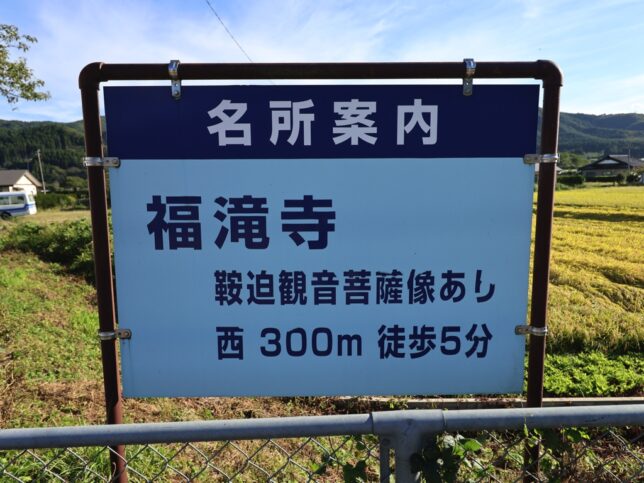 名所案内
福滝寺
鞍迫観音菩薩像あり
西 300m 徒歩5分